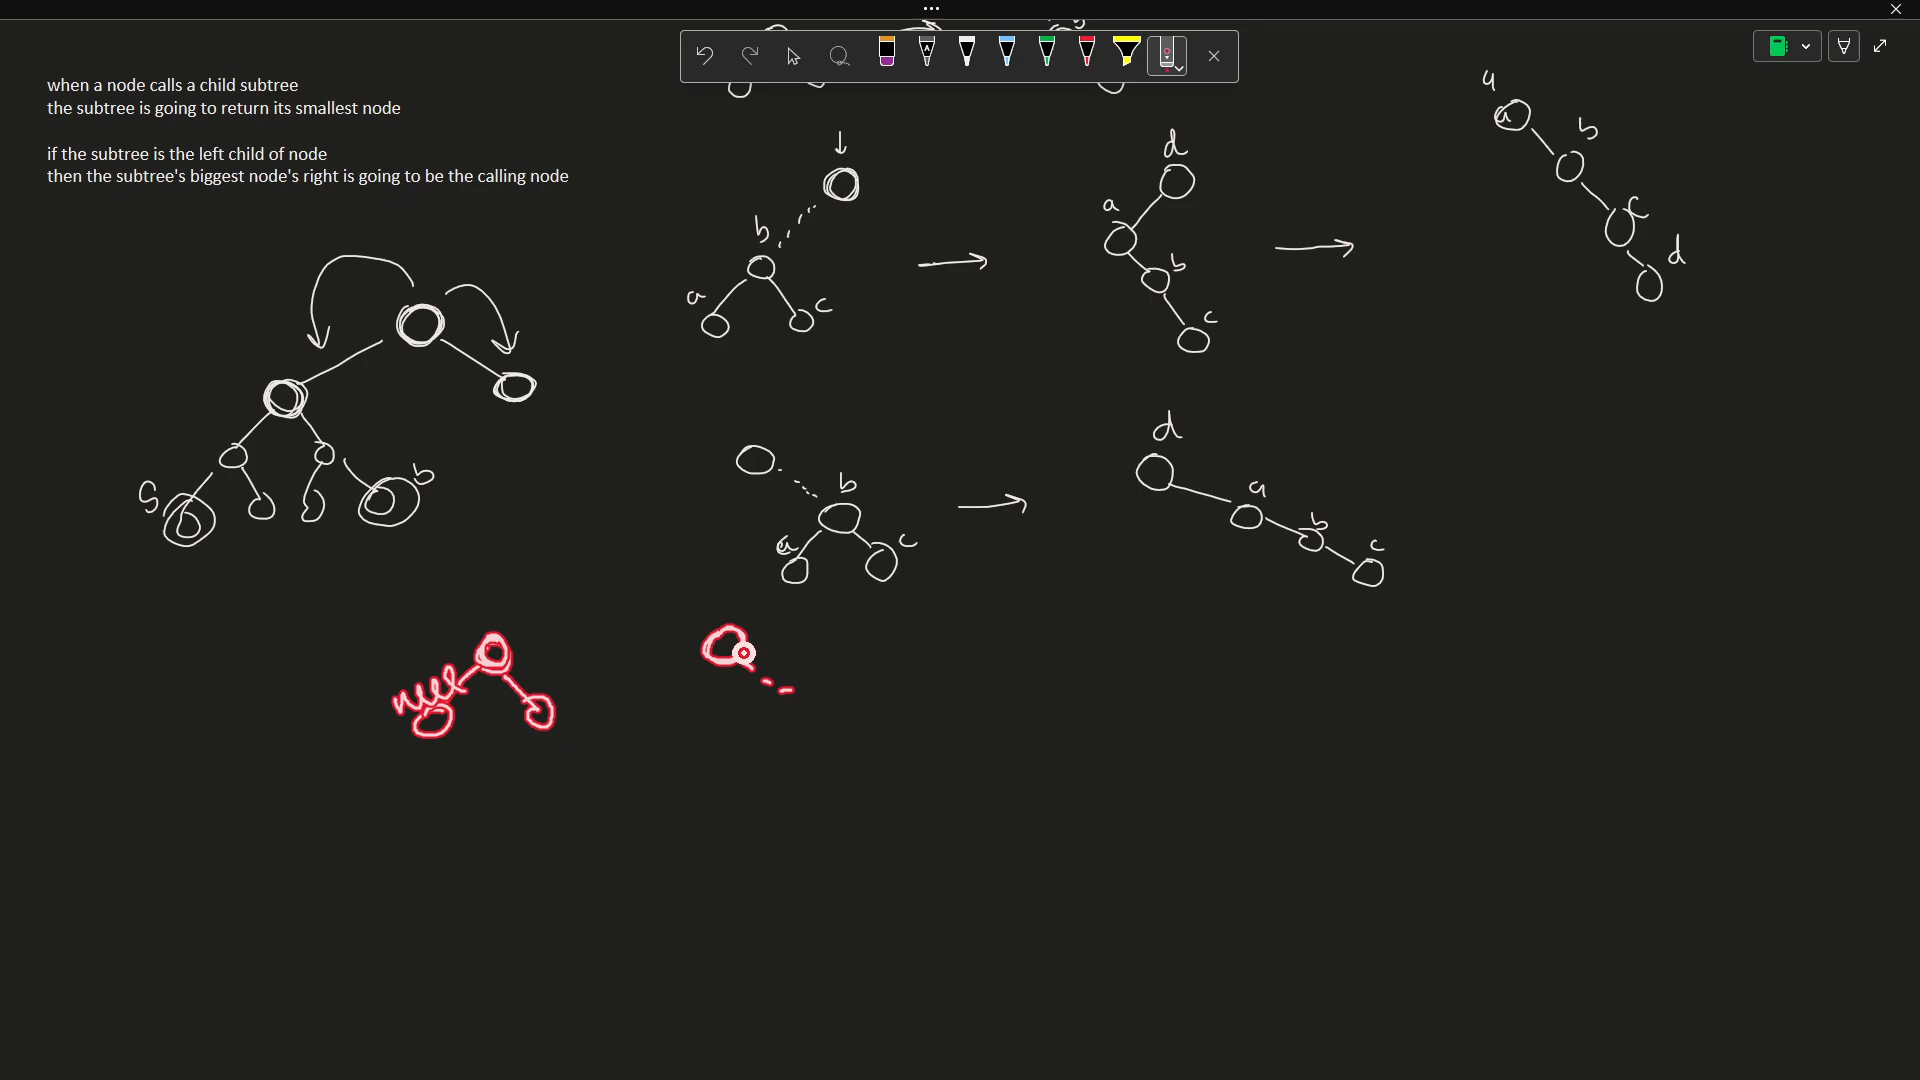 when a node calls a child subtree
the subtree is going to return its smallest node
if the subtree is the left child of node
then the subtree's biggest node's right is going to be the calling node
S
b
b
a
c
d
a
b
c
a
b
c
d
b
a
c
d
a
b
c
null